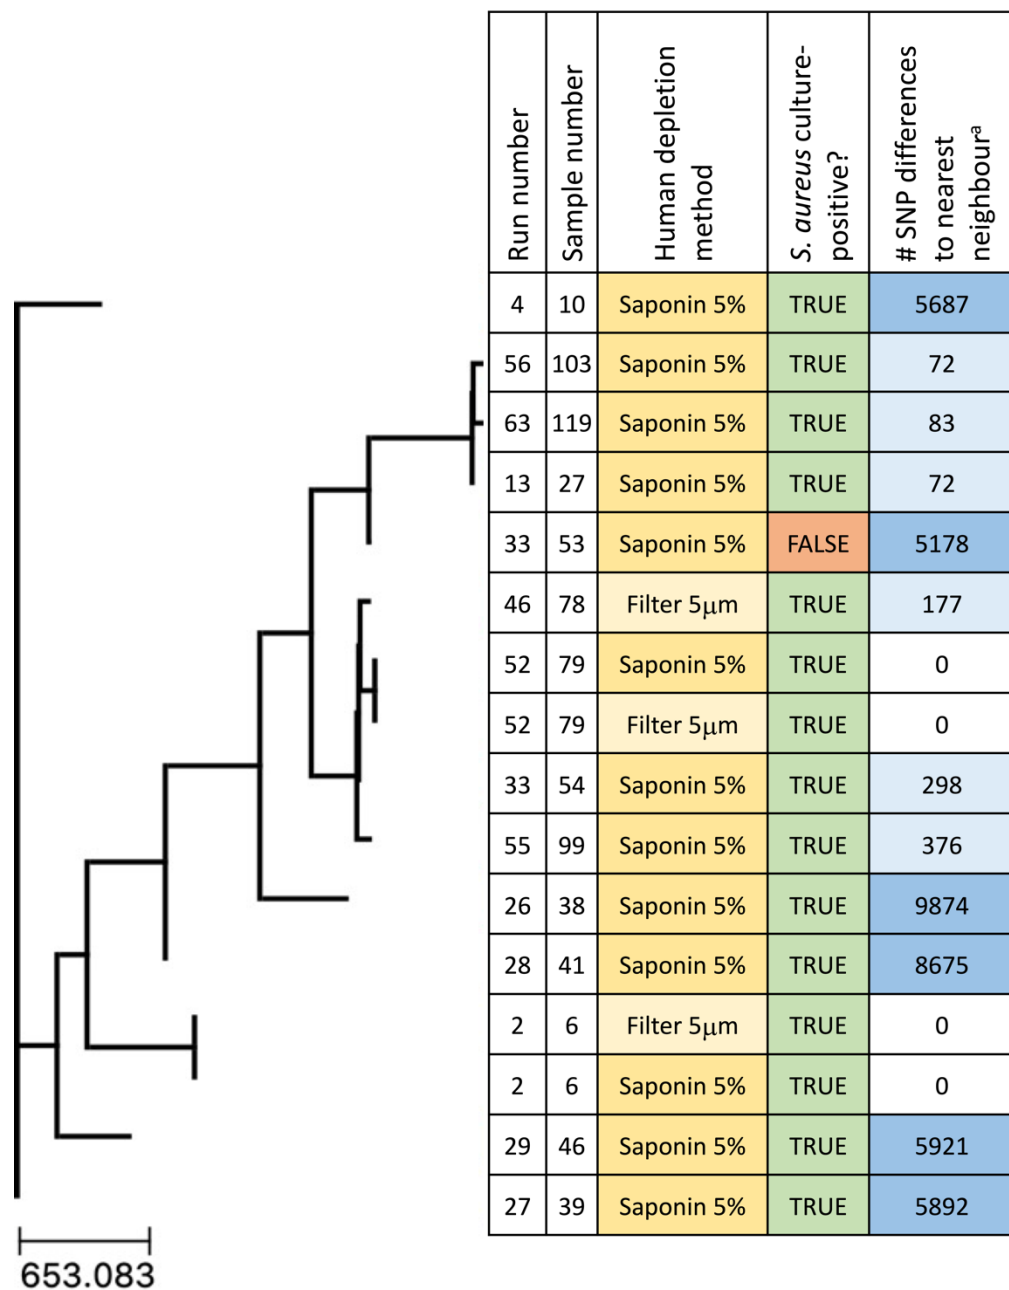 Run number
Sample number
Human depletion
method
S. aureus culture-
positive?
# SNP differences
to nearest
neighbourᵃ
4 10 Saponin 5% TRUE 5687
56 103 Saponin 5% TRUE 72
63 119 Saponin 5% TRUE 83
13 27 Saponin 5% TRUE 72
33 53 Saponin 5% FALSE 5178
46 78 Filter 5µm TRUE 177
52 79 Saponin 5% TRUE 0
52 79 Filter 5µm TRUE 0
33 54 Saponin 5% TRUE 298
55 99 Saponin 5% TRUE 376
26 38 Saponin 5% TRUE 9874
28 41 Saponin 5% TRUE 8675
2 6 Filter 5µm TRUE 0
2 6 Saponin 5% TRUE 0
29 46 Saponin 5% TRUE 5921
27 39 Saponin 5% TRUE 5892
653.083